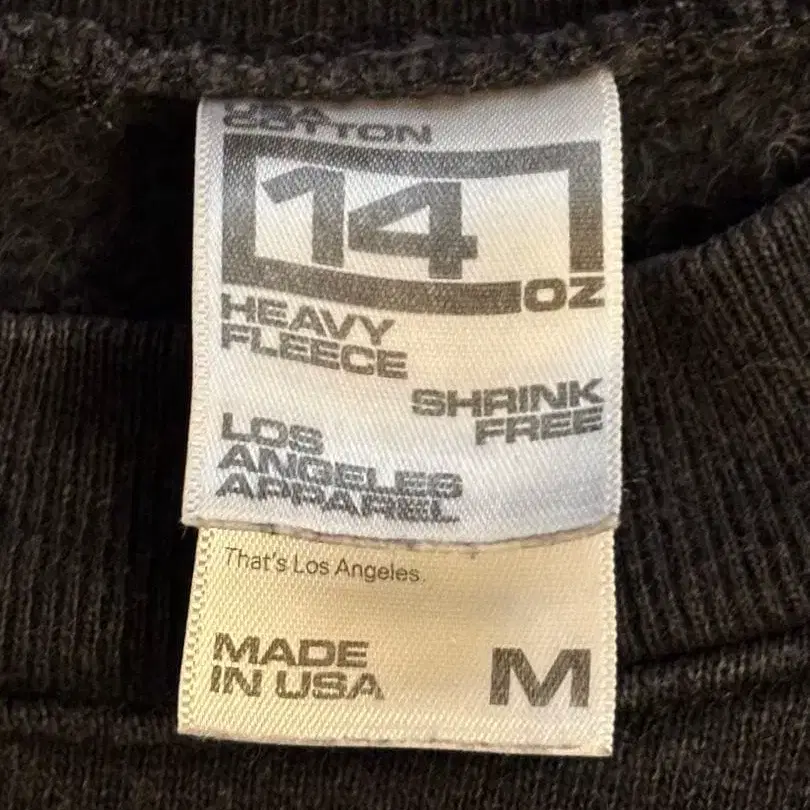 USA
COTTON
14
OZ
HEAVY
FLEECE
SHRINK
FREE
LOS
ANGELES
APPAREL
That's Los Angeles.
MADE
IN USA
M